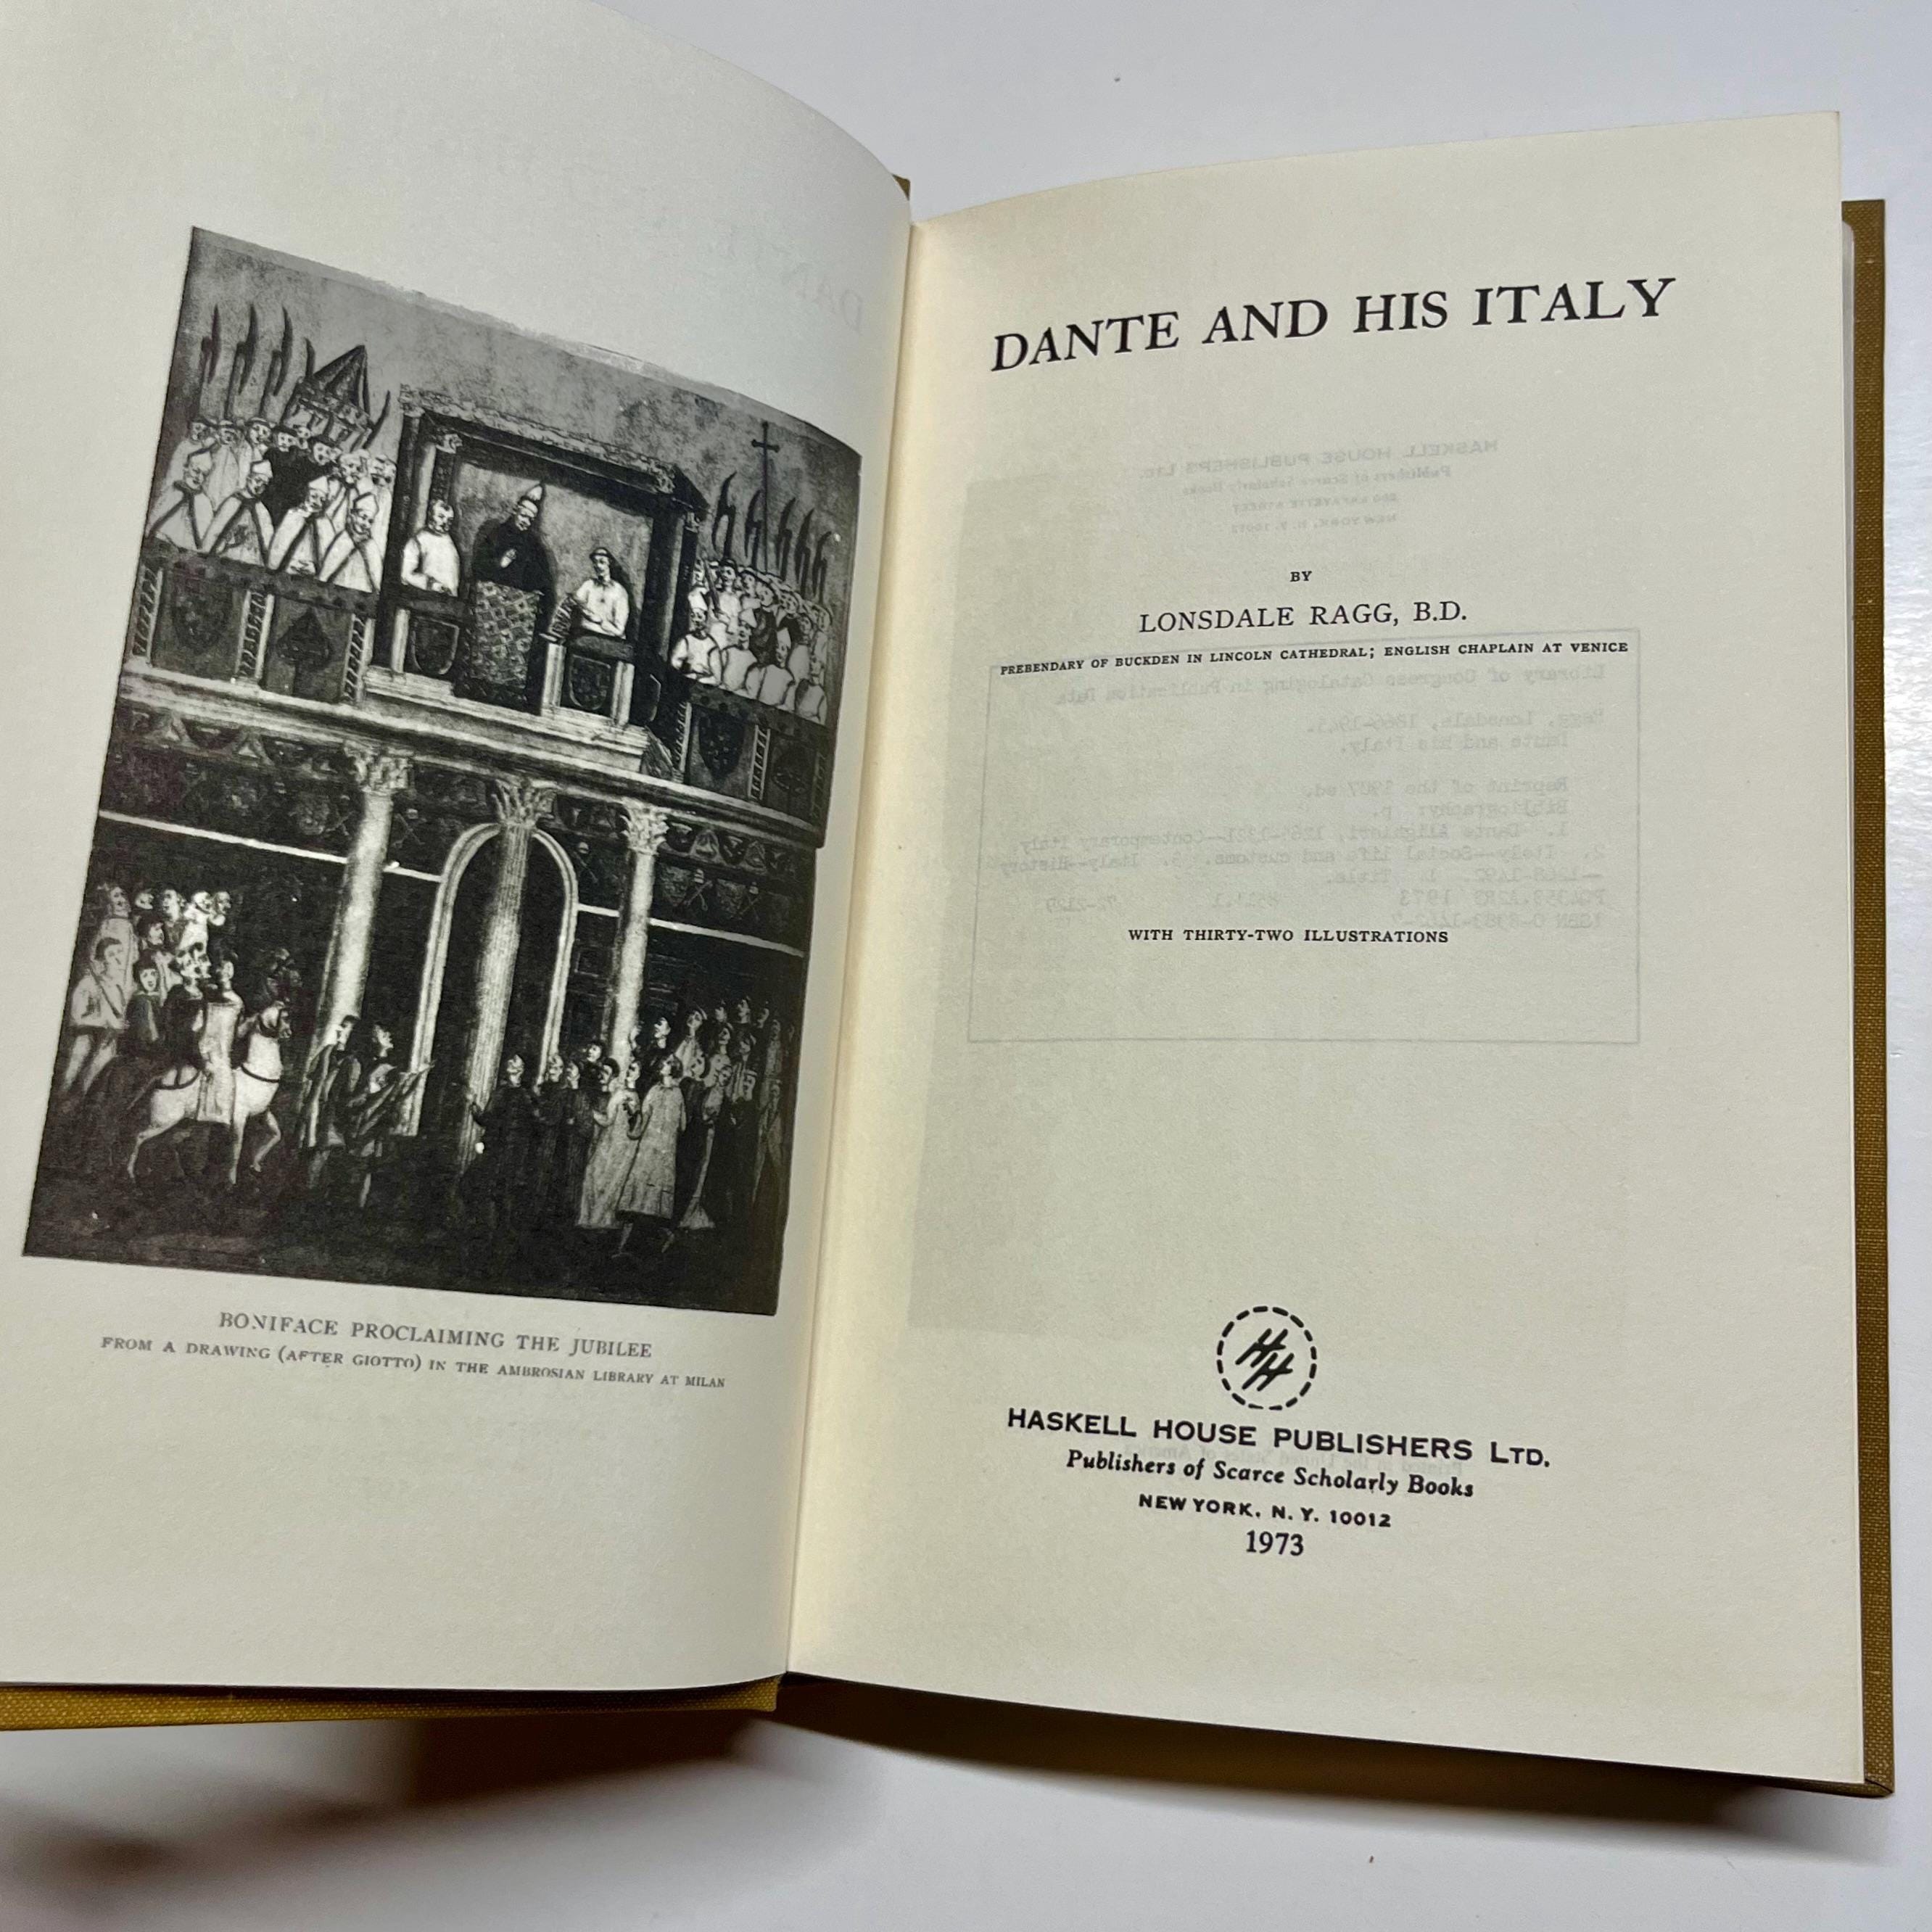 BONIFACE PROCLAIMING THE JUBILEE
FROM A DRAWING (AFTER GIOTTO) IN THE AMBROSIAN LIBRARY AT MILAN
DANTE AND HIS ITALY
BY
LONSDALE RAGG, B.D.
PREBENDARY OF BUCKDEN IN LINCOLN CATHEDRAL; ENGLISH CHAPLAIN AT VENICE
WITH THIRTY-TWO ILLUSTRATIONS
HH
HASKELL HOUSE PUBLISHERS LTD.
Publishers of Scarce Scholarly Books
NEW YORK, N. Y. 10012
1973